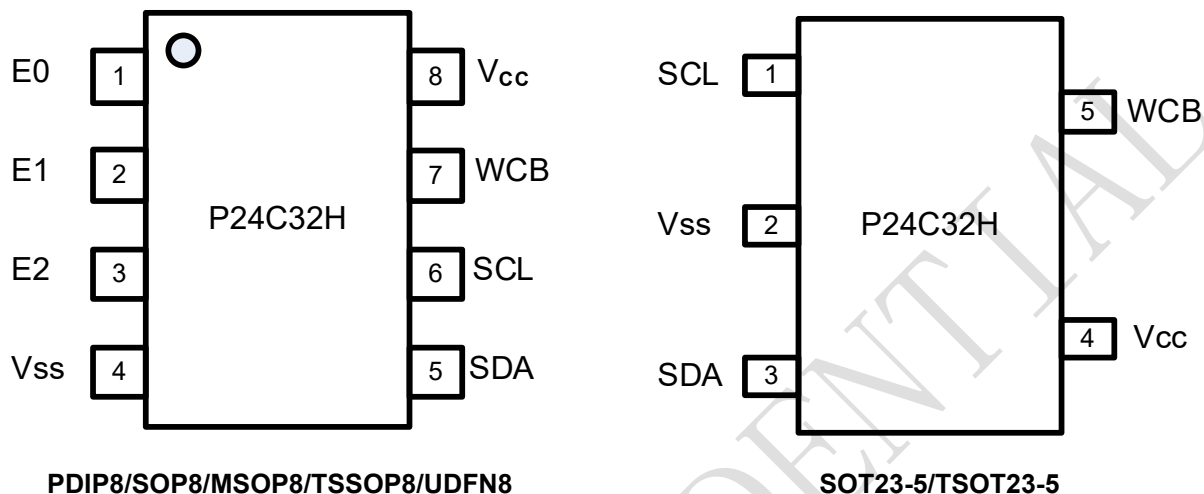 E0
1
8
Vcc
E1
2
7
WCB
P24C32H
E2
3
6
SCL
Vss
4
5
SDA
PDIP8/SOP8/MSOP8/TSSOP8/UDFN8
SCL
1
5
WCB
Vss
2
P24C32H
4
Vcc
SDA
3
SOT23-5/TSOT23-5
DENTIAL